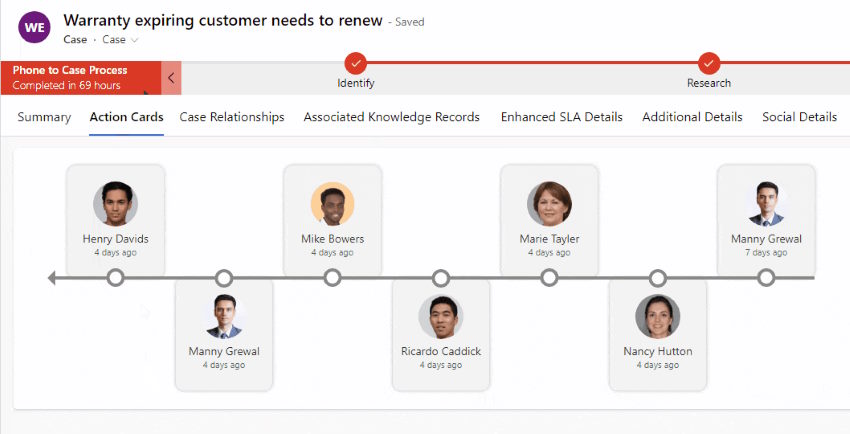 WE
Warranty expiring customer needs to renew - Saved
Case · Case
Phone to Case Process
Completed in 69 hours
Identify
Research
Summary
Action Cards
Case Relationships
Associated Knowledge Records
Enhanced SLA Details
Additional Details
Social Details
Henry Davids
4 days ago
Mike Bowers
4 days ago
Marie Tayler
4 days ago
Manny Grewal
7 days ago
Manny Grewal
4 days ago
Ricardo Caddick
4 days ago
Nancy Hutton
4 days ago